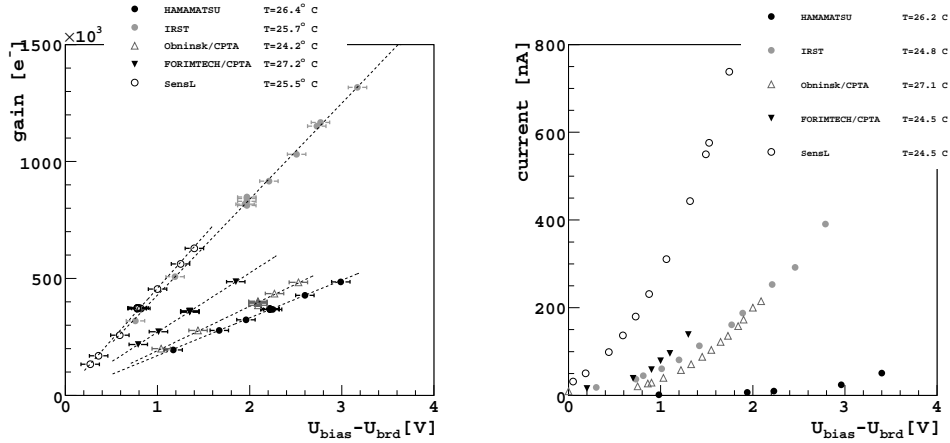 ×10³
gain [e⁻]
1500
1000
500
0
0 1 2 3 4
U_bias-U_brd[V]
HAMAMATSU T=26.4° C
IRST T=25.7° C
Obninsk/CPTA T=24.2° C
FORIMTECH/CPTA T=27.2° C
SensL T=25.5° C
current [nA]
800
600
400
200
0
0 1 2 3 4
U_bias-U_brd[V]
HAMAMATSU T=26.2 C
IRST T=24.8 C
Obninsk/CPTA T=27.1 C
FORIMTECH/CPTA T=24.5 C
SensL T=24.5 C